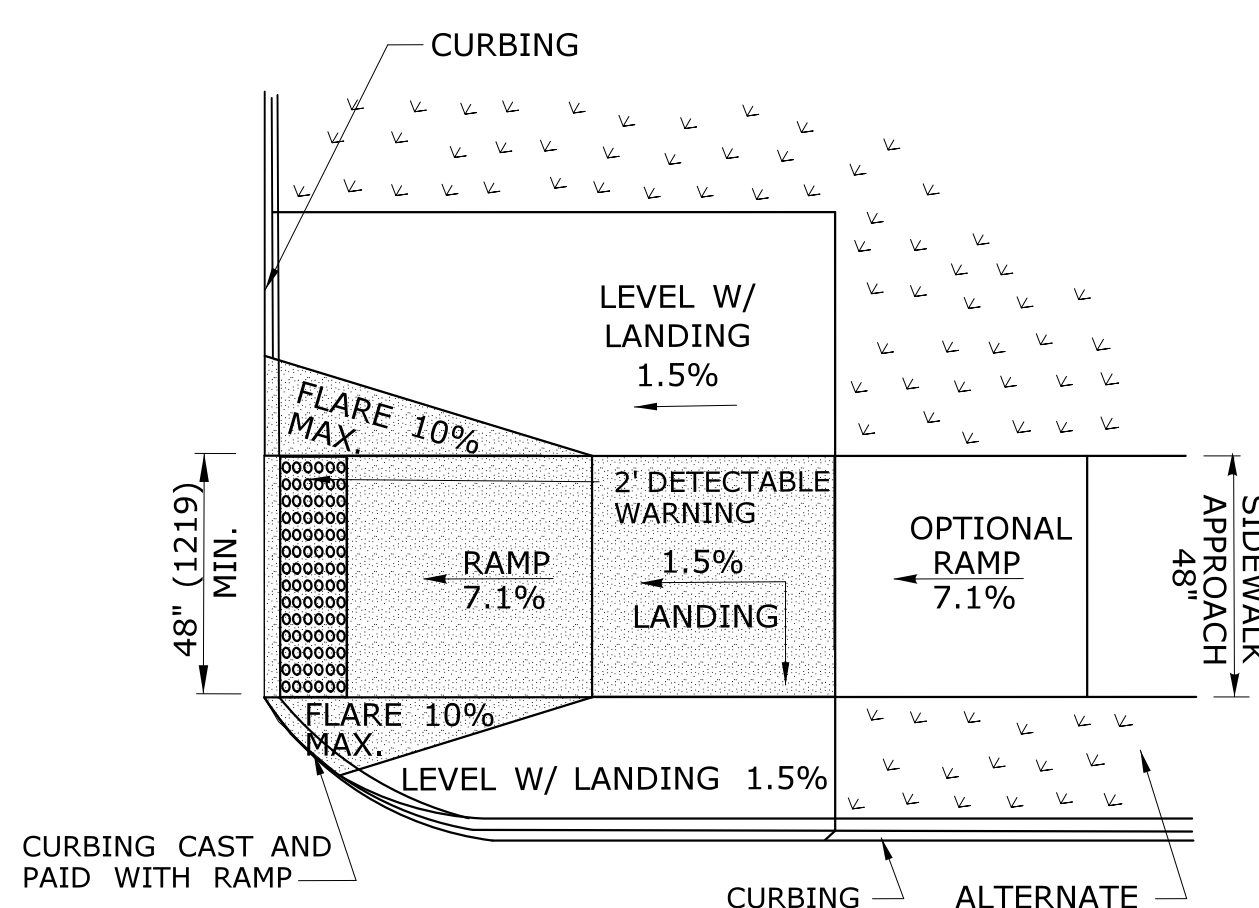 CURBING
LEVEL W/
LANDING
1.5%
FLARE 10%
MAX.
2' DETECTABLE
WARNING
48" (1219)
MIN.
RAMP
7.1%
1.5%
LANDING
OPTIONAL
RAMP
7.1%
SIDEWALK
APPROACH
48"
FLARE 10%
MAX.
LEVEL W/ LANDING 1.5%
CURBING CAST AND
PAID WITH RAMP
CURBING
ALTERNATE